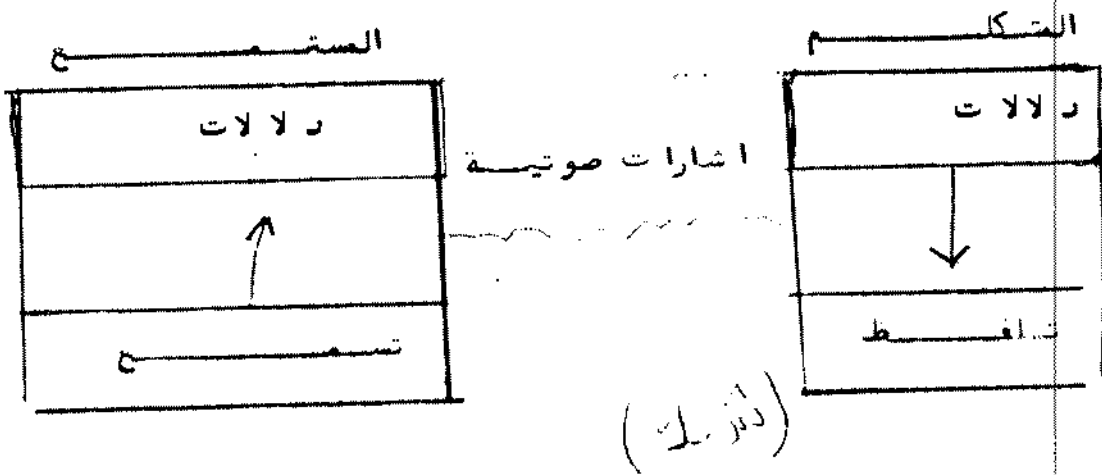 المتكلم
المستمع
دلالات
دلالات
اشارات صوتية
تلفظ
تسمع